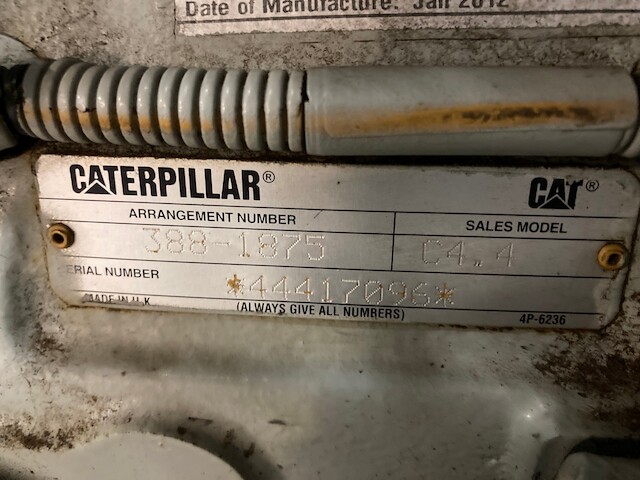 Date of Manufacture: Jan 2012
CATERPILLAR®
CAT®
ARRANGEMENT NUMBER
SALES MODEL
388-1875
C4.4
ERIAL NUMBER
*44417096*
MADE IN U.K
(ALWAYS GIVE ALL NUMBERS)
4P-6236